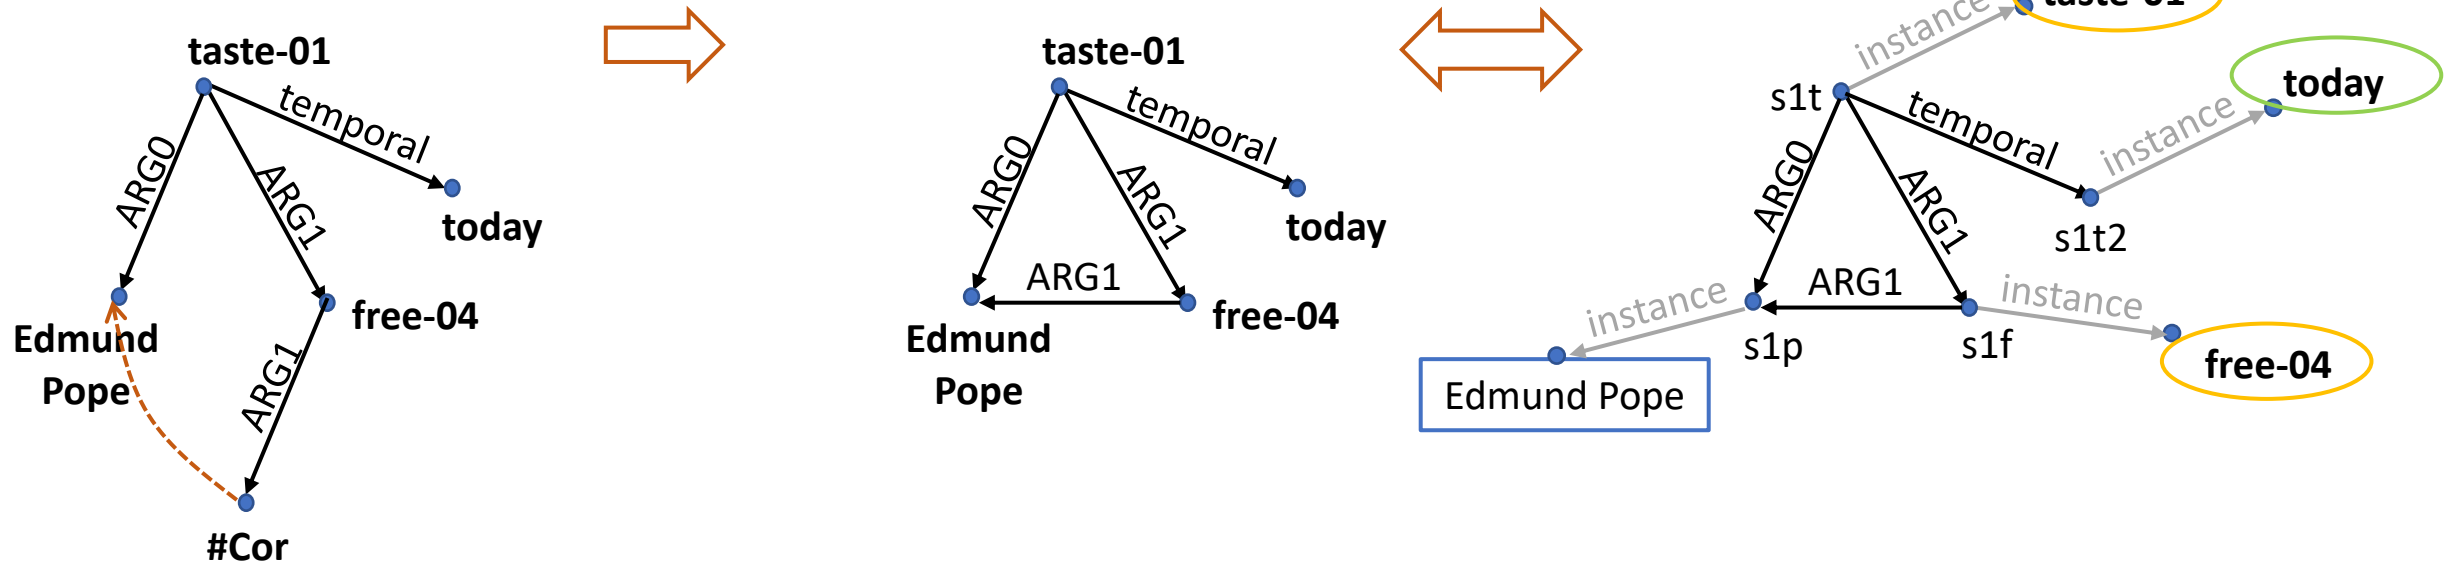 taste-01
temporal
ARG0
ARG1
today
Edmund
Pope
free-04
ARG1
#Cor
taste-01
temporal
ARG0
ARG1
today
ARG1
Edmund
Pope
free-04
instance
taste-01
s1t
temporal
instance
today
ARG0
ARG1
s1t2
ARG1
instance
s1p
s1f
instance
free-04
Edmund Pope